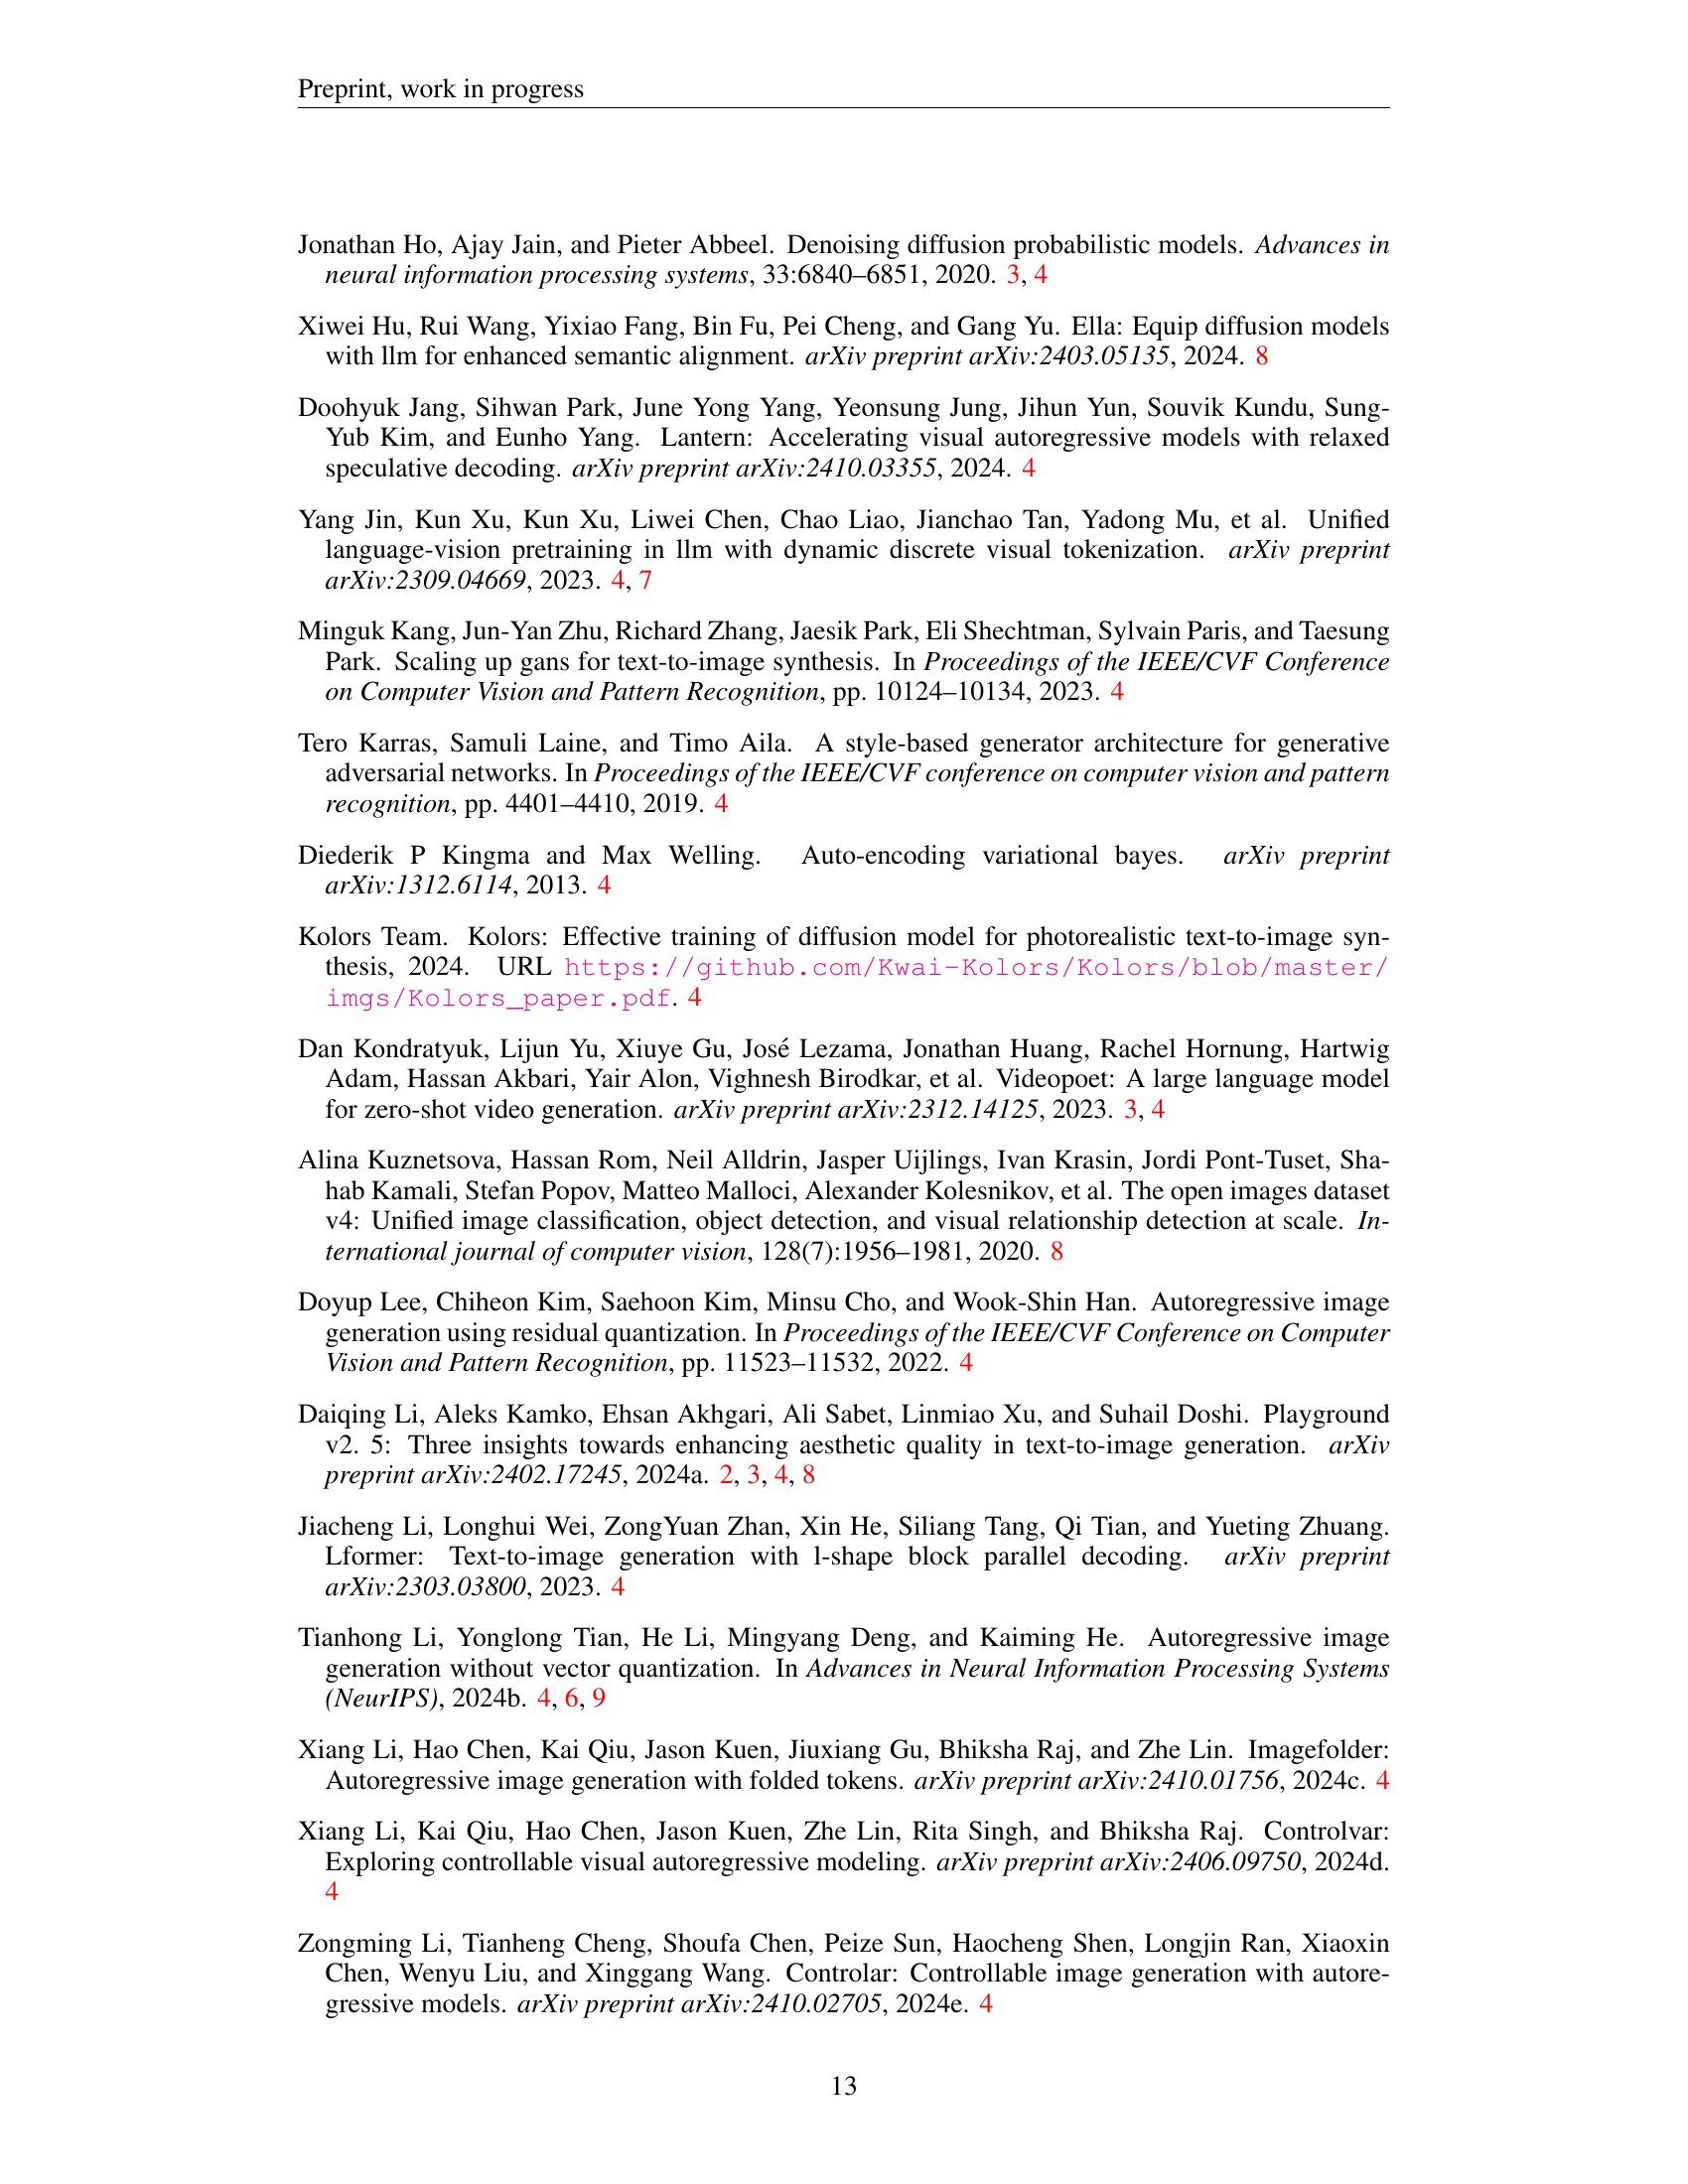 Preprint, work in progress
Jonathan Ho, Ajay Jain, and Pieter Abbeel. Denoising diffusion probabilistic models. Advances in
neural information processing systems, 33:6840–6851, 2020. 3, 4
Xiwei Hu, Rui Wang, Yixiao Fang, Bin Fu, Pei Cheng, and Gang Yu. Ella: Equip diffusion models
with llm for enhanced semantic alignment. arXiv preprint arXiv:2403.05135, 2024. 8
Doohyuk Jang, Sihwan Park, June Yong Yang, Yeonsung Jung, Jihun Yun, Souvik Kundu, Sung-
Yub Kim, and Eunho Yang. Lantern: Accelerating visual autoregressive models with relaxed
speculative decoding. arXiv preprint arXiv:2410.03355, 2024. 4
Yang Jin, Kun Xu, Kun Xu, Liwei Chen, Chao Liao, Jianchao Tan, Yadong Mu, et al. Unified
language-vision pretraining in llm with dynamic discrete visual tokenization. arXiv preprint
arXiv:2309.04669, 2023. 4, 7
Minguk Kang, Jun-Yan Zhu, Richard Zhang, Jaesik Park, Eli Shechtman, Sylvain Paris, and Taesung
Park. Scaling up gans for text-to-image synthesis. In Proceedings of the IEEE/CVF Conference
on Computer Vision and Pattern Recognition, pp. 10124–10134, 2023. 4
Tero Karras, Samuli Laine, and Timo Aila. A style-based generator architecture for generative
adversarial networks. In Proceedings of the IEEE/CVF conference on computer vision and pattern
recognition, pp. 4401–4410, 2019. 4
Diederik P Kingma and Max Welling. Auto-encoding variational bayes. arXiv preprint
arXiv:1312.6114, 2013. 4
Kolors Team. Kolors: Effective training of diffusion model for photorealistic text-to-image syn-
thesis, 2024. URL https://github.com/Kwai-Kolors/Kolors/blob/master/
imgs/Kolors_paper.pdf. 4
Dan Kondratyuk, Lijun Yu, Xiuye Gu, José Lezama, Jonathan Huang, Rachel Hornung, Hartwig
Adam, Hassan Akbari, Yair Alon, Vighnesh Birodkar, et al. Videopoet: A large language model
for zero-shot video generation. arXiv preprint arXiv:2312.14125, 2023. 3, 4
Alina Kuznetsova, Hassan Rom, Neil Alldrin, Jasper Uijlings, Ivan Krasin, Jordi Pont-Tuset, Sha-
hab Kamali, Stefan Popov, Matteo Malloci, Alexander Kolesnikov, et al. The open images dataset
v4: Unified image classification, object detection, and visual relationship detection at scale. In-
ternational journal of computer vision, 128(7):1956–1981, 2020. 8
Doyup Lee, Chiheon Kim, Saehoon Kim, Minsu Cho, and Wook-Shin Han. Autoregressive image
generation using residual quantization. In Proceedings of the IEEE/CVF Conference on Computer
Vision and Pattern Recognition, pp. 11523–11532, 2022. 4
Daiqing Li, Aleks Kamko, Ehsan Akhgari, Ali Sabet, Linmiao Xu, and Suhail Doshi. Playground
v2. 5: Three insights towards enhancing aesthetic quality in text-to-image generation. arXiv
preprint arXiv:2402.17245, 2024a. 2, 3, 4, 8
Jiacheng Li, Longhui Wei, ZongYuan Zhan, Xin He, Siliang Tang, Qi Tian, and Yueting Zhuang.
Lformer: Text-to-image generation with l-shape block parallel decoding. arXiv preprint
arXiv:2303.03800, 2023. 4
Tianhong Li, Yonglong Tian, He Li, Mingyang Deng, and Kaiming He. Autoregressive image
generation without vector quantization. In Advances in Neural Information Processing Systems
(NeurIPS), 2024b. 4, 6, 9
Xiang Li, Hao Chen, Kai Qiu, Jason Kuen, Jiuxiang Gu, Bhiksha Raj, and Zhe Lin. Imagefolder:
Autoregressive image generation with folded tokens. arXiv preprint arXiv:2410.01756, 2024c. 4
Xiang Li, Kai Qiu, Hao Chen, Jason Kuen, Zhe Lin, Rita Singh, and Bhiksha Raj. Controlvar:
Exploring controllable visual autoregressive modeling. arXiv preprint arXiv:2406.09750, 2024d.
4
Zongming Li, Tianheng Cheng, Shoufa Chen, Peize Sun, Haocheng Shen, Longjin Ran, Xiaoxin
Chen, Wenyu Liu, and Xinggang Wang. Controlar: Controllable image generation with autore-
gressive models. arXiv preprint arXiv:2410.02705, 2024e. 4
13